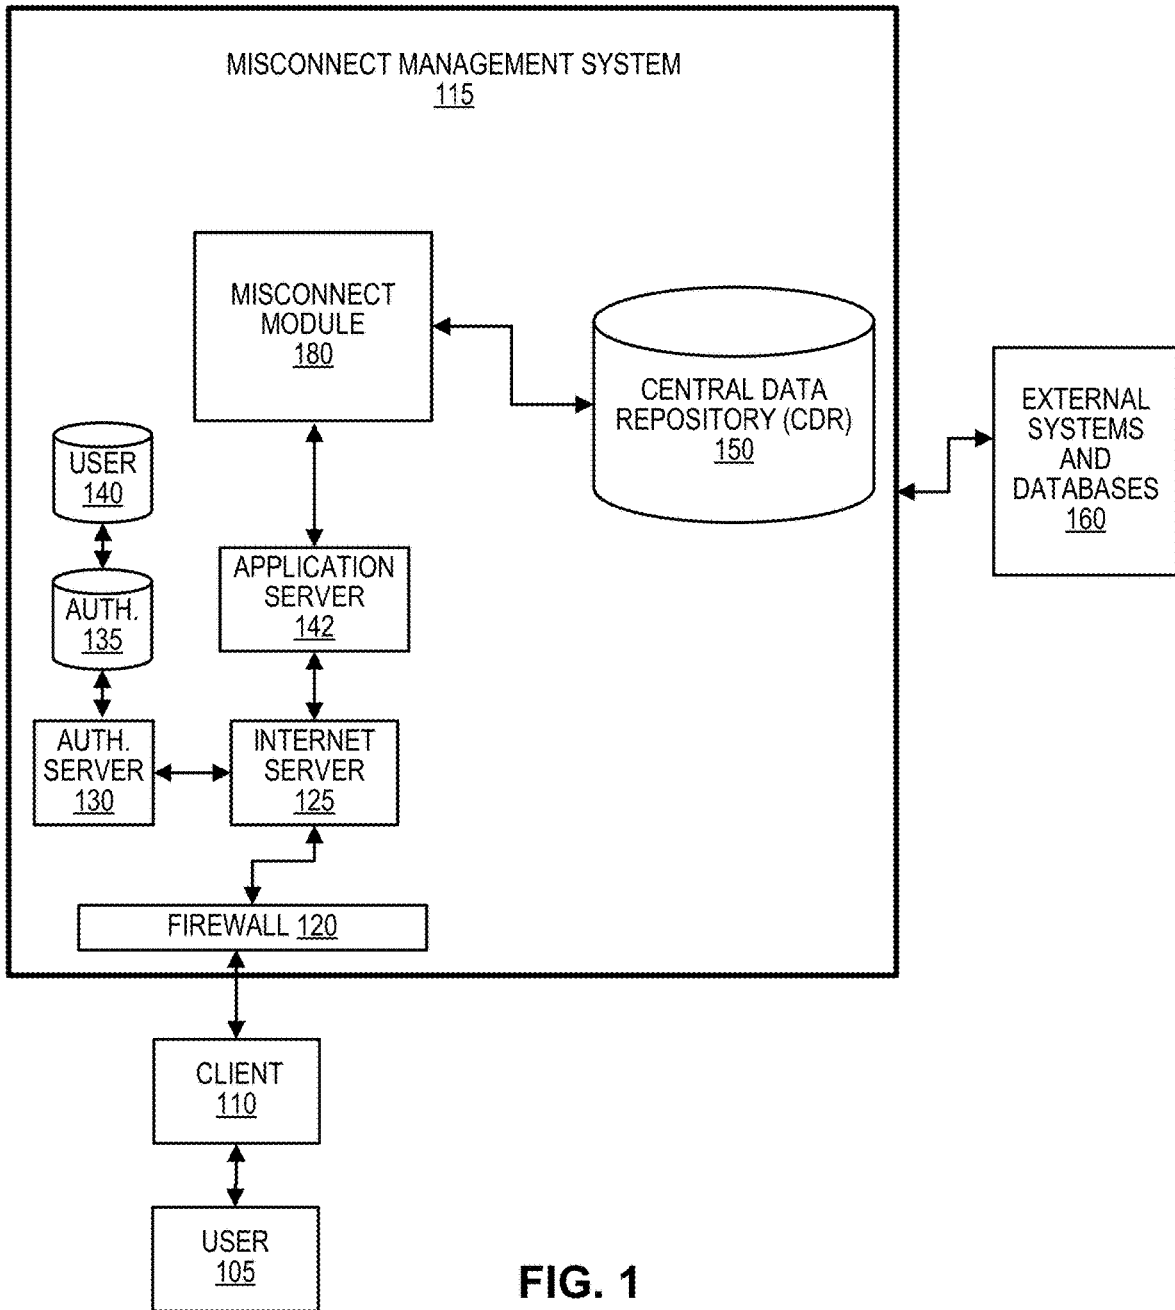 MISCONNECT MANAGEMENT SYSTEM
115
MISCONNECT
MODULE
180
CENTRAL DATA
REPOSITORY (CDR)
150
EXTERNAL
SYSTEMS
AND
DATABASES
160
USER
140
AUTH.
135
APPLICATION
SERVER
142
AUTH.
SERVER
130
INTERNET
SERVER
125
FIREWALL 120
CLIENT
110
USER
105
FIG. 1